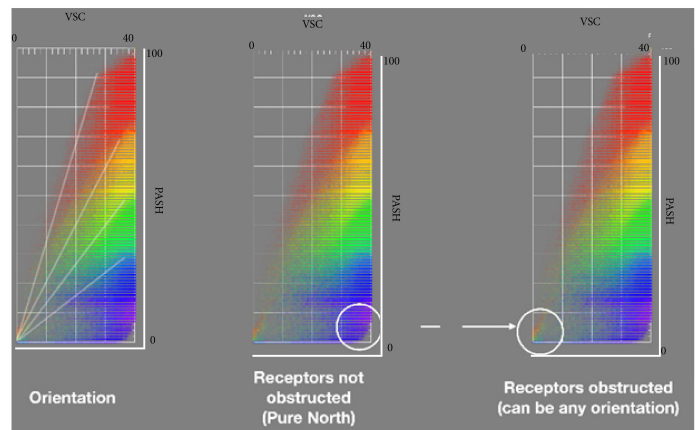 VSC
0
100
PASH
0
Orientation
VSC
0
40
100
PASH
0
Receptors not
obstructed
(Pure North)
VSC
0
40
100
PASH
0
Receptors obstructed
(can be any orientation)